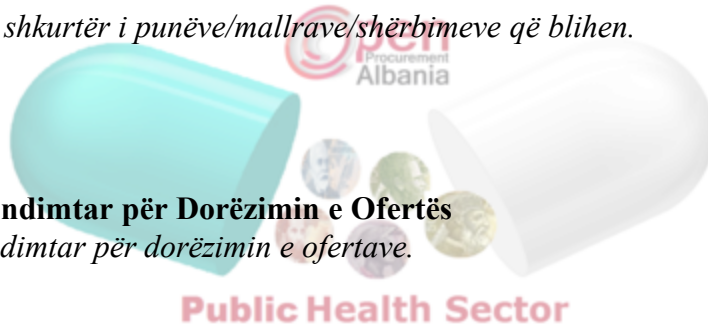 shkurtër i punëve/mallrave/shërbimeve që blihen.
Open
Procurement
Albania
ndimtar për Dorëzimin e Ofertës
dimtar për dorëzimin e ofertave.
Public Health Sector